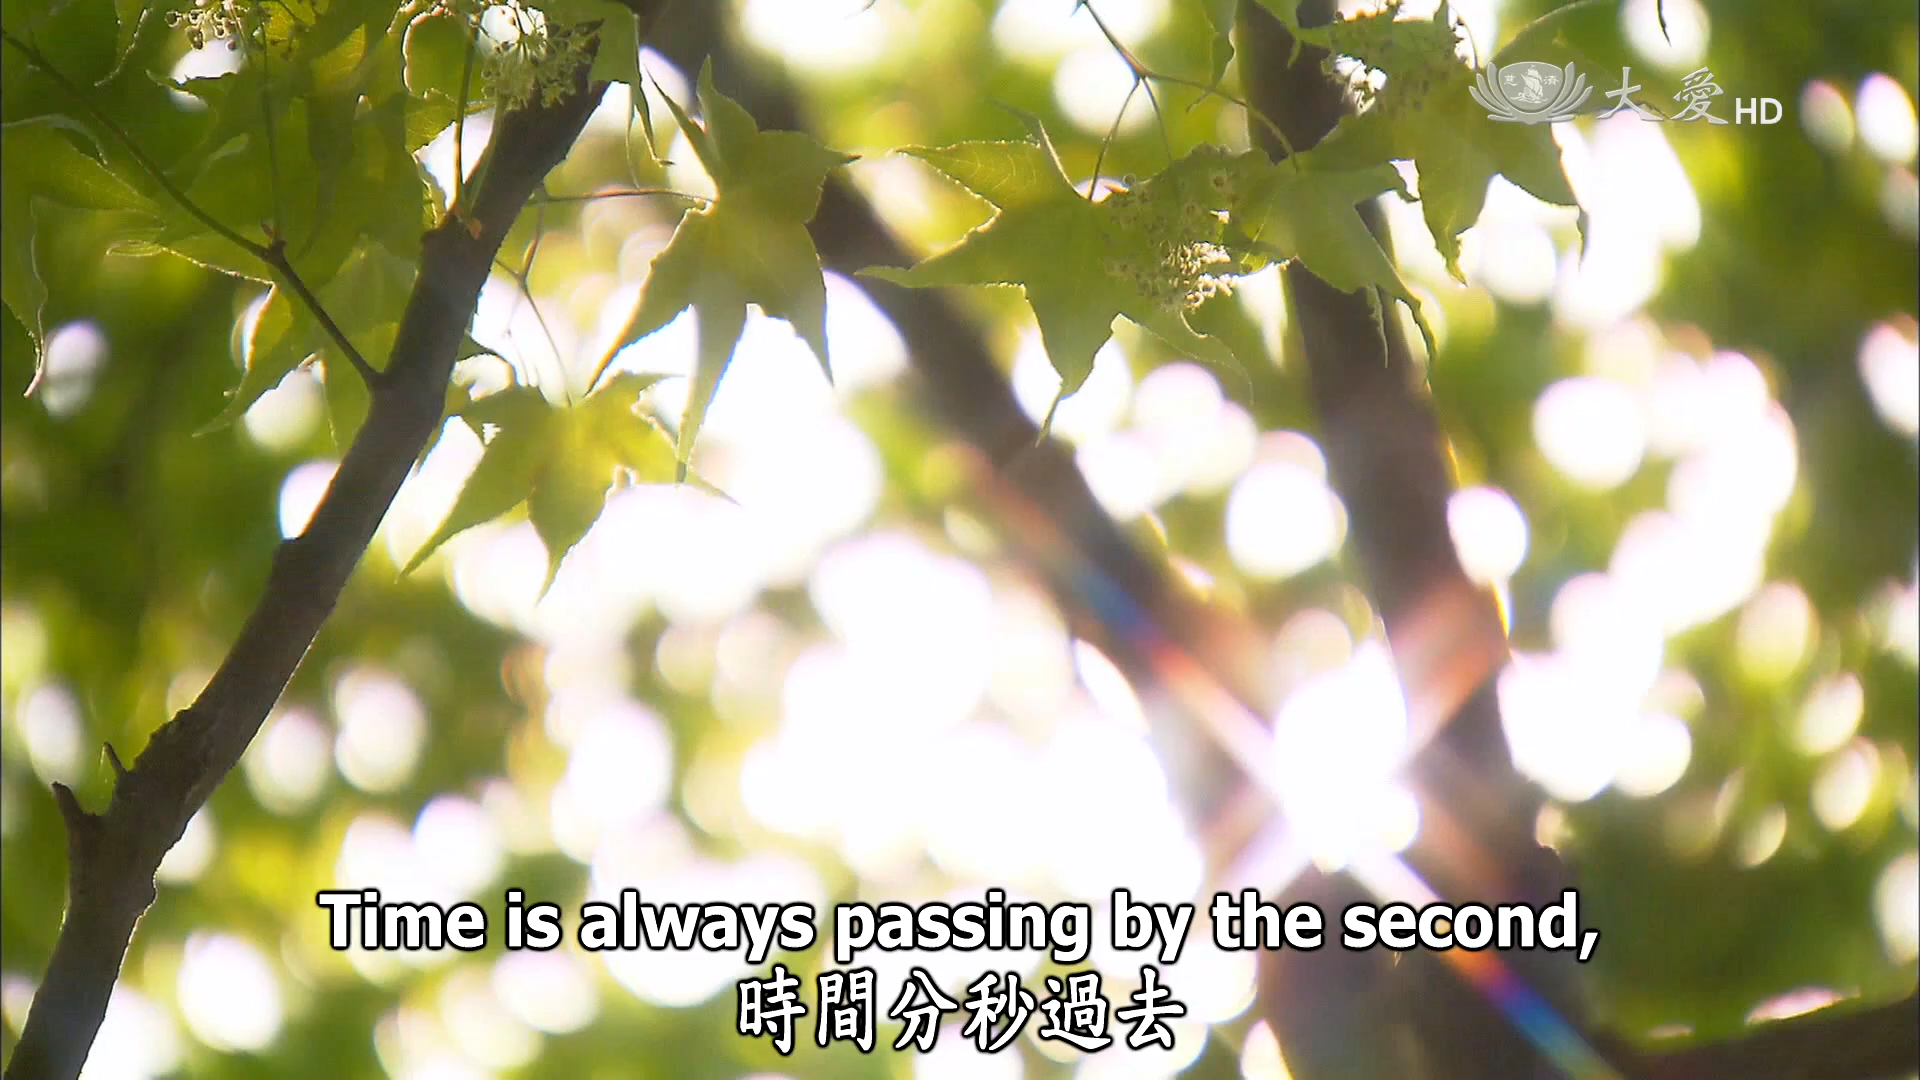 大愛HD
Time is always passing by the second,
時間分秒過去